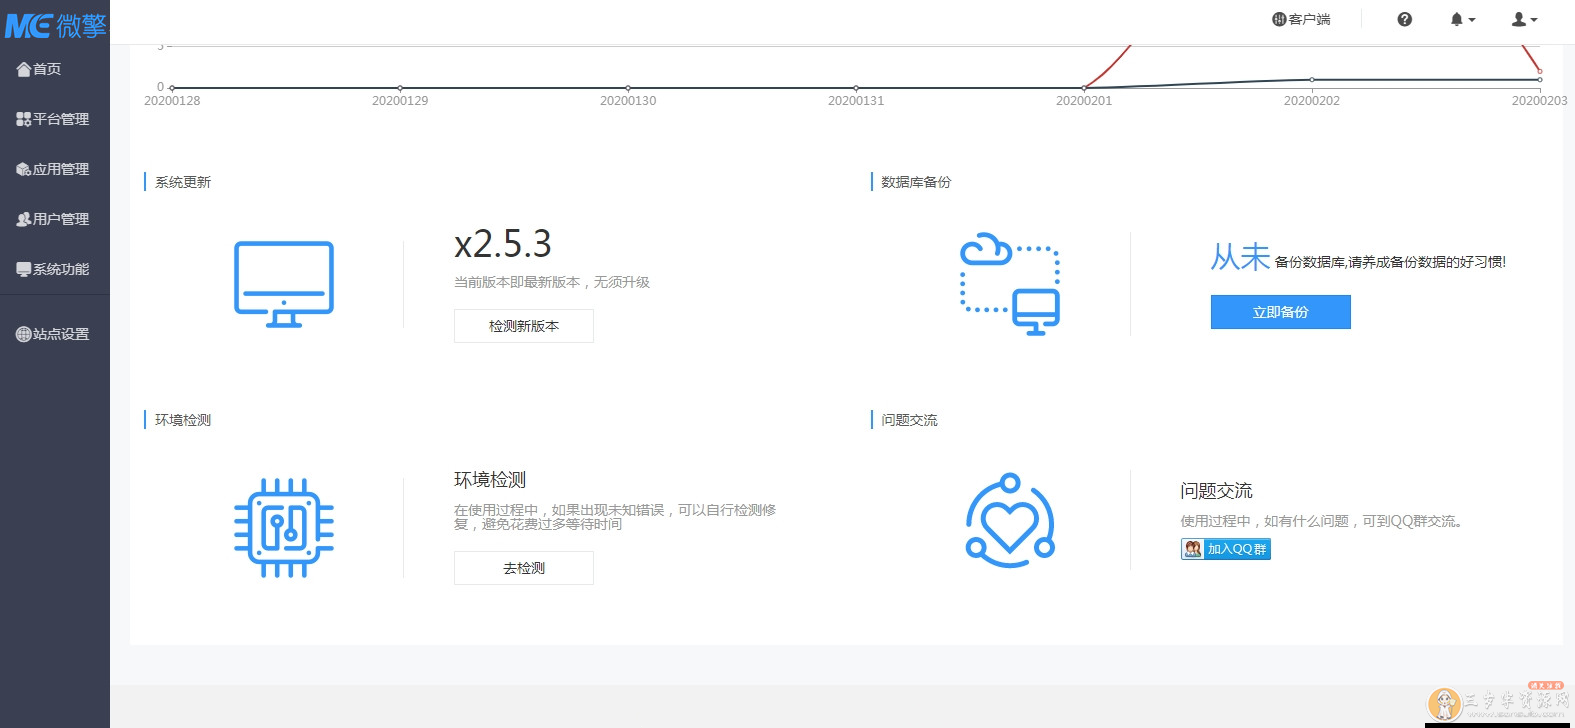 微擎
客户端
首页
平台管理
应用管理
用户管理
系统功能
站点设置
5
0
20200128 20200129 20200130 20200131 20200201 20200202 20200203
系统更新
x2.5.3
当前版本即最新版本，无须升级
检测新版本
数据库备份
从未 备份数据库,请养成备份数据的好习惯!
立即备份
环境检测
环境检测
在使用过程中，如果出现未知错误，可以自行检测修
复，避免花费过多等待时间
去检测
问题交流
问题交流
使用过程中，如有什么问题，可到QQ群交流。
加入QQ群
资源网